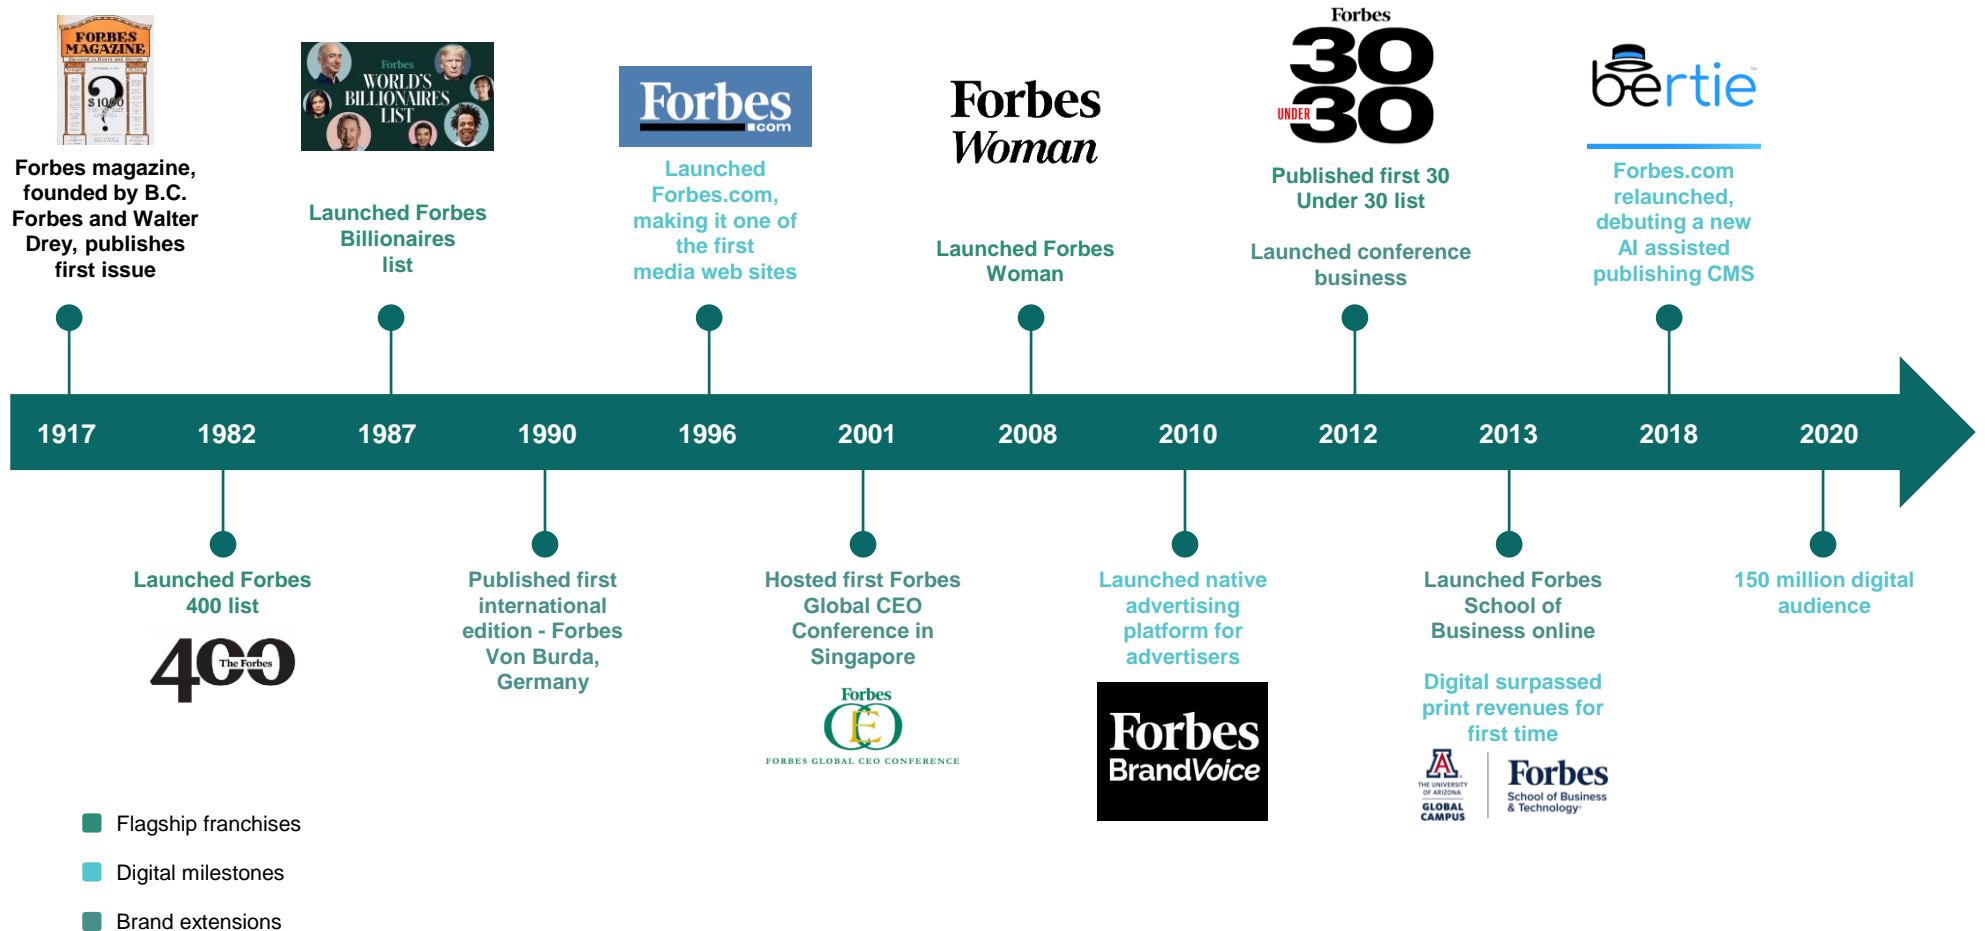 FORBES
MAGAZINE
$1000
Forbes magazine,
founded by B.C.
Forbes and Walter
Drey, publishes
first issue
Forbes
WORLD'S
BILLIONAIRES
LIST
Launched Forbes
Billionaires
list
Forbes
.com
Launched
Forbes.com,
making it one of
the first
media web sites
Forbes
Woman
Launched Forbes
Woman
Forbes
30
UNDER
30
Published first 30
Under 30 list
Launched conference
business
bertie
Forbes.com
relaunched,
debuting a new
AI assisted
publishing CMS
1917 1982 1987 1990 1996 2001 2008 2010 2012 2013 2018 2020
Launched Forbes
400 list
The Forbes
400
Published first
international
edition - Forbes
Von Burda,
Germany
Hosted first Forbes
Global CEO
Conference in
Singapore
Forbes
CEO
FORBES GLOBAL CEO CONFERENCE
Launched native
advertising
platform for
advertisers
Forbes
BrandVoice
Launched Forbes
School of
Business online
Digital surpassed
print revenues for
first time
A
THE UNIVERSITY
OF ARIZONA
GLOBAL
CAMPUS
Forbes
School of Business
& Technology
150 million digital
audience
Flagship franchises
Digital milestones
Brand extensions